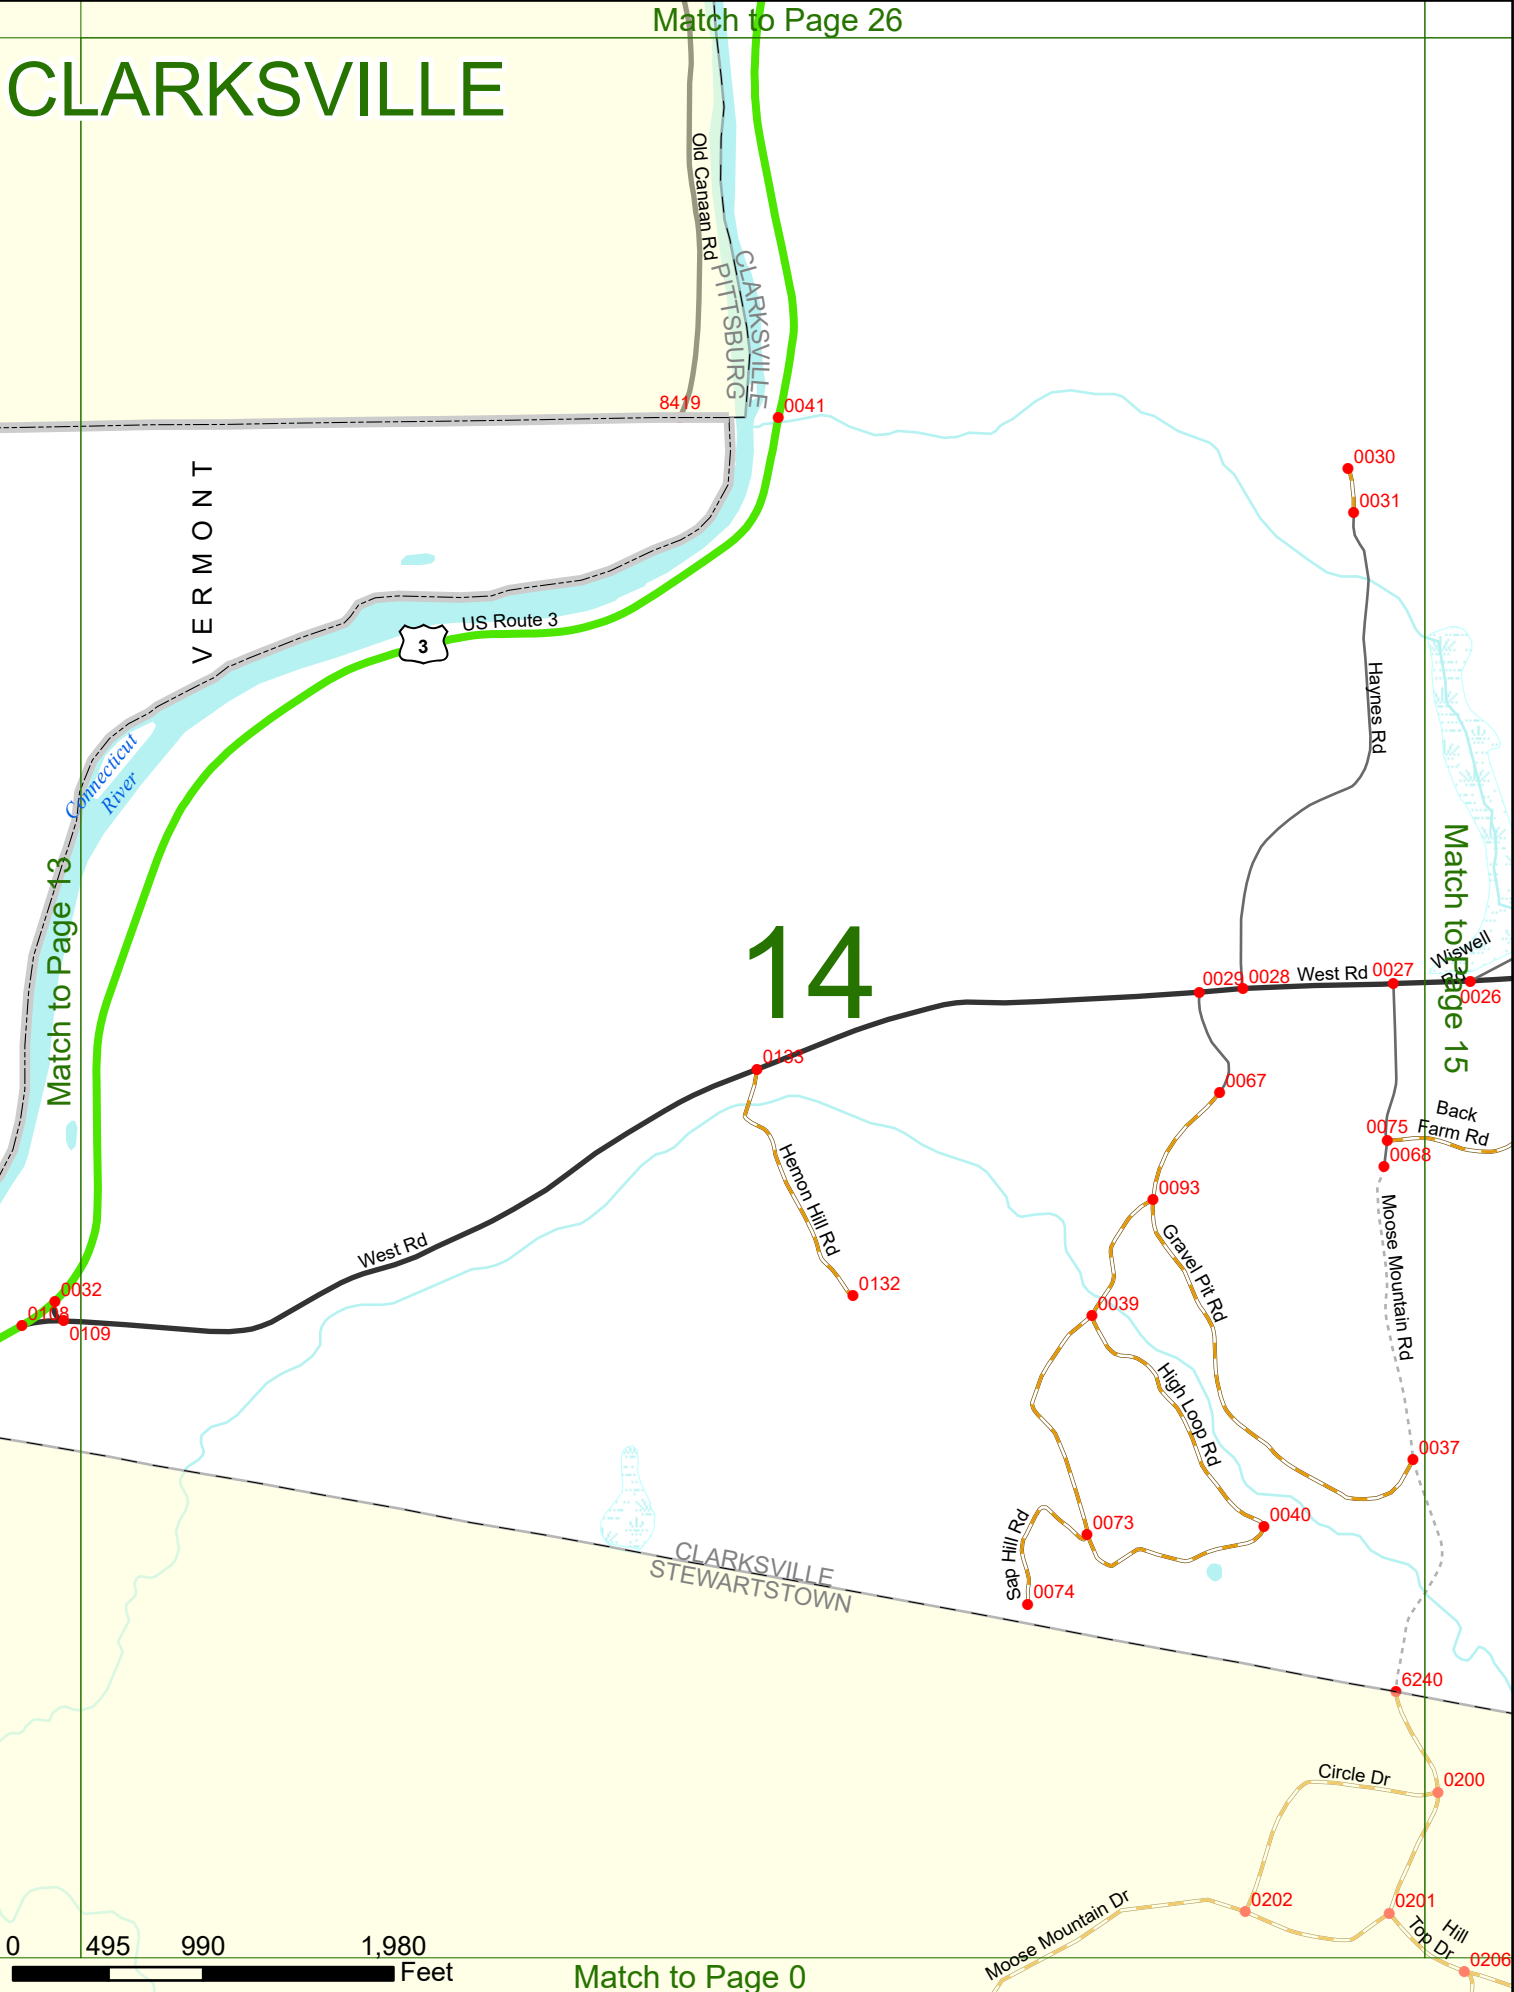 Match to Page 26
CLARKSVILLE
Old Canaan Rd
CLARKSVILLE
PITTSBURG
8419
0041
0030
0031
VERMONT
US Route 3
3
Haynes Rd
Connecticut
River
Match to Page 13
Match to Page 15
14
Wiswell
Rd
0029
0028
West Rd
0027
0026
0133
0067
Back
Farm Rd
0075
0068
Hemon Hill Rd
0093
Moose Mountain Rd
Gravel Pit Rd
West Rd
0132
0032
0108
0109
0039
High Loop Rd
0037
Sap Hill Rd
0073
0040
0074
CLARKSVILLE
STEWARTSTOWN
6240
Circle Dr
0200
Moose Mountain Dr
0202
0201
Hill
Top Dr
0206
0 495 990 1,980
Feet
Match to Page 0